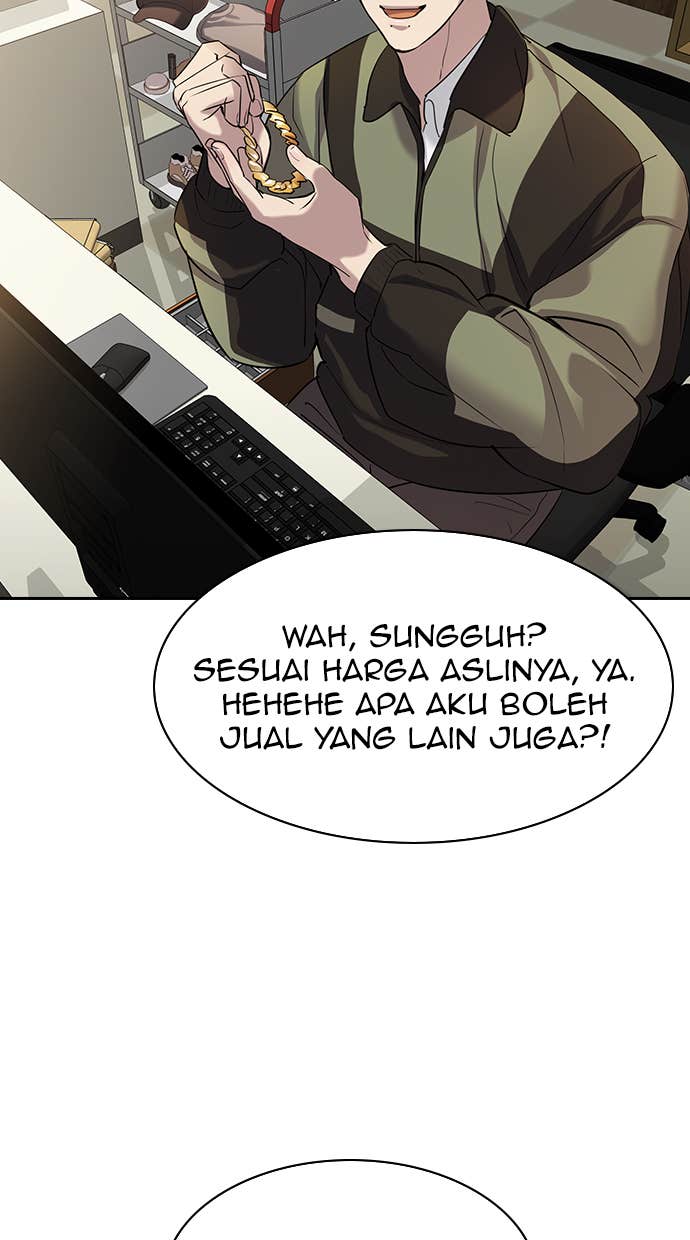 WAH, SUNGGUH?
SESUAI HARGA ASLINYA, YA.
HEHEHE APA AKU BOLEH
JUAL YANG LAIN JUGA?!